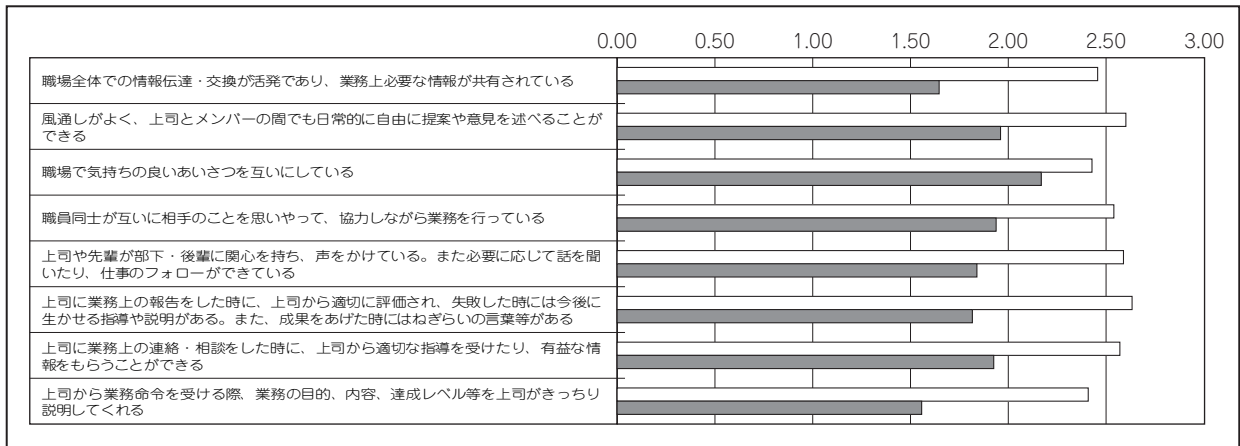 0.00 0.50 1.00 1.50 2.00 2.50 3.00
職場全体での情報伝達・交換が活発であり、業務上必要な情報が共有されている
風通しがよく、上司とメンバーの間でも日常的に自由に提案や意見を述べることが
できる
職場で気持ちの良いあいさつを互いにしている
職員同士が互いに相手のことを思いやって、協力しながら業務を行っている
上司や先輩が部下・後輩に関心を持ち、声をかけている。また必要に応じて話を聞
いたり、仕事のフォローができている
上司に業務上の報告をした時に、上司から適切に評価され、失敗した時には今後に
生かせる指導や説明がある。また、成果をあげた時にはねぎらいの言葉等がある
上司に業務上の連絡・相談をした時に、上司から適切な指導を受けたり、有益な情
報をもらうことができる
上司から業務命令を受ける際、業務の目的、内容、達成レベル等を上司がきっちり
説明してくれる